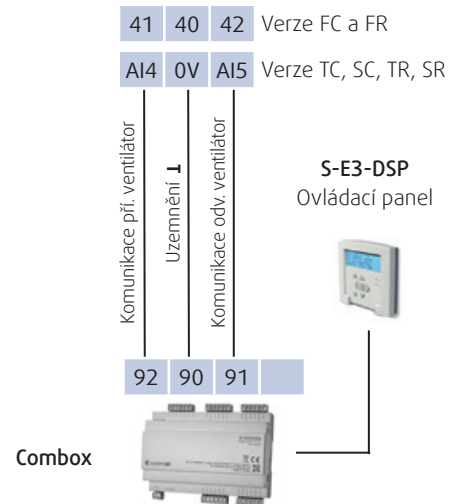 41 40 42 Verze FC a FR
AI4 0V AI5 Verze TC, SC, TR, SR
Komunikace pří. ventilátor
Uzemnění
Komunikace odv. ventilátor
S-E3-DSP
Ovládací panel
92 90 91
Combox